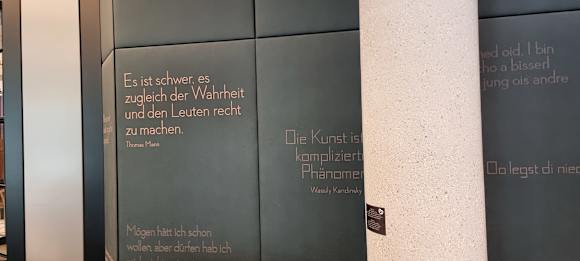 Es ist schwer, es
zugleich der Wahrheit
und den Leuten recht
zu machen.
Thomas Mann
Die Kunst ist
kompliziert
Phänomen
Wassily Kandinsky
oid, I bin
a bisserl
jung ois andre
Do legst di nied
Mögen hätt ich schon
wollen, aber dürfen hab ich